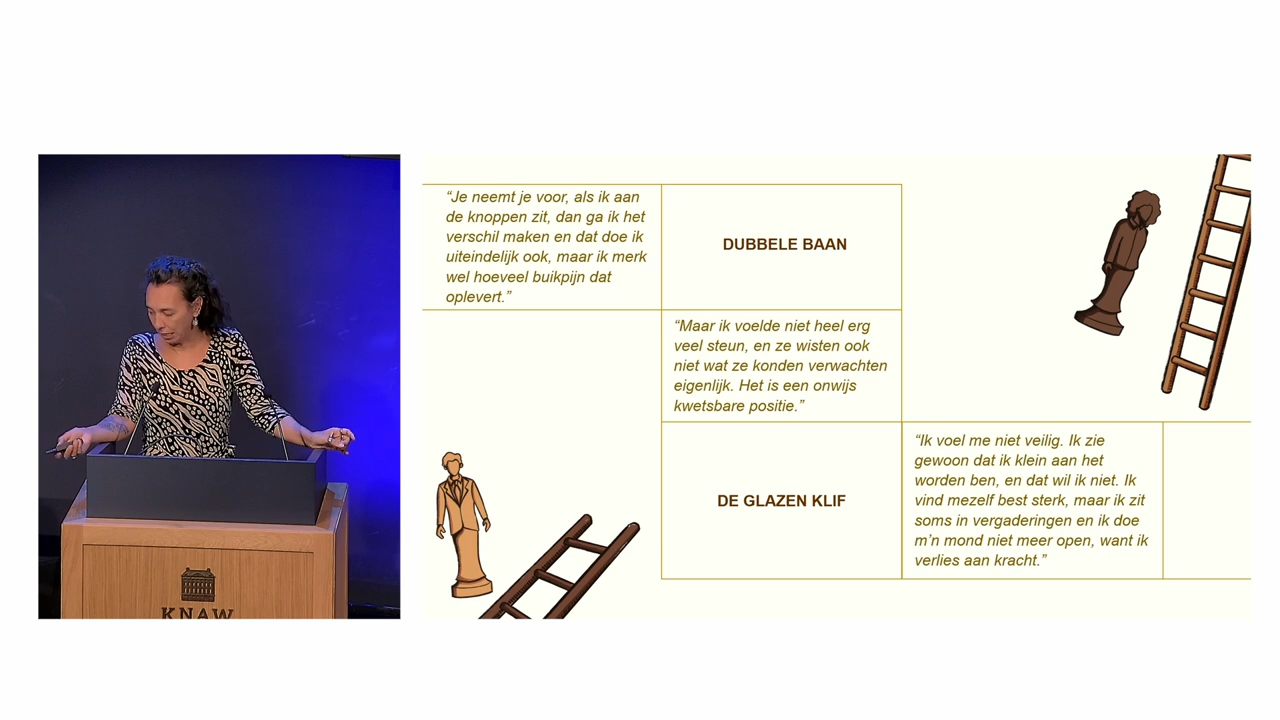 “Je neemt je voor, als ik aan
de knoppen zit, dan ga ik het
verschil maken en dat doe ik
uiteindelijk ook, maar ik merk
wel hoeveel buikpijn dat
oplevert.”
DUBBELE BAAN
“Maar ik voelde niet heel erg
veel steun, en ze wisten ook
niet wat ze konden verwachten
eigenlijk. Het is een onwijs
kwetsbare positie.”
DE GLAZEN KLIF
“Ik voel me niet veilig. Ik zie
gewoon dat ik klein aan het
worden ben, en dat wil ik niet. Ik
vind mezelf best sterk, maar ik zit
soms in vergaderingen en ik doe
m’n mond niet meer open, want ik
verlies aan kracht.”
KNAW